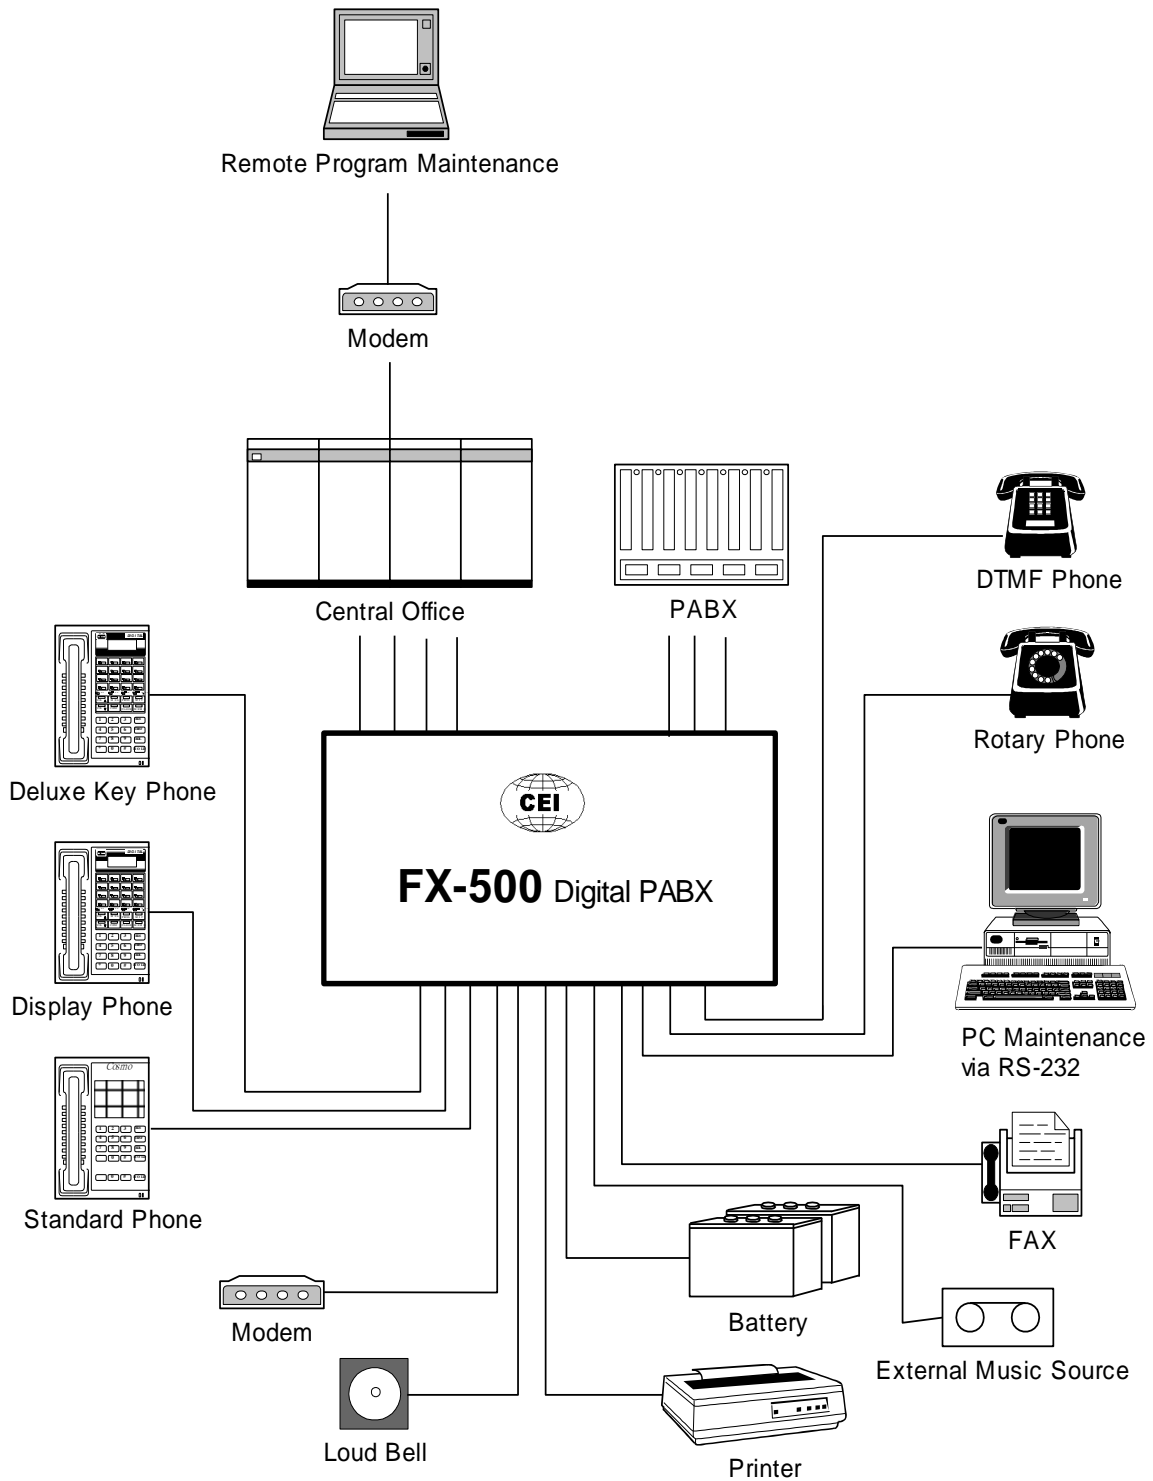 Remote Program Maintenance
Modem
Central Office
PABX
DTMF Phone
Rotary Phone
Deluxe Key Phone
CEI
FX-500 Digital PABX
Display Phone
PC Maintenance
via RS-232
Cosmo
Standard Phone
FAX
Modem
Battery
External Music Source
Loud Bell
Printer